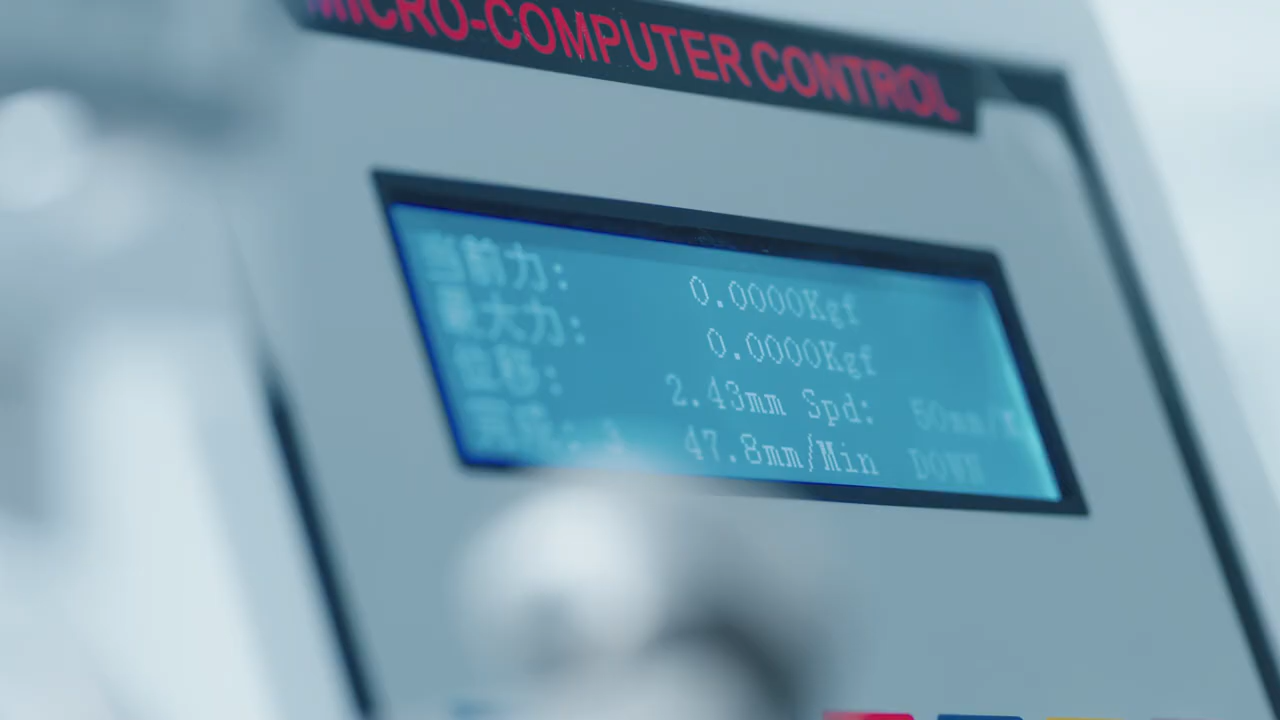 MICRO-COMPUTER CONTROL
当前力: 0.0000Kgf
最大力: 0.0000Kgf
位移: 2.43mm Spd: 50mm/
47.8mm/Min DOWN